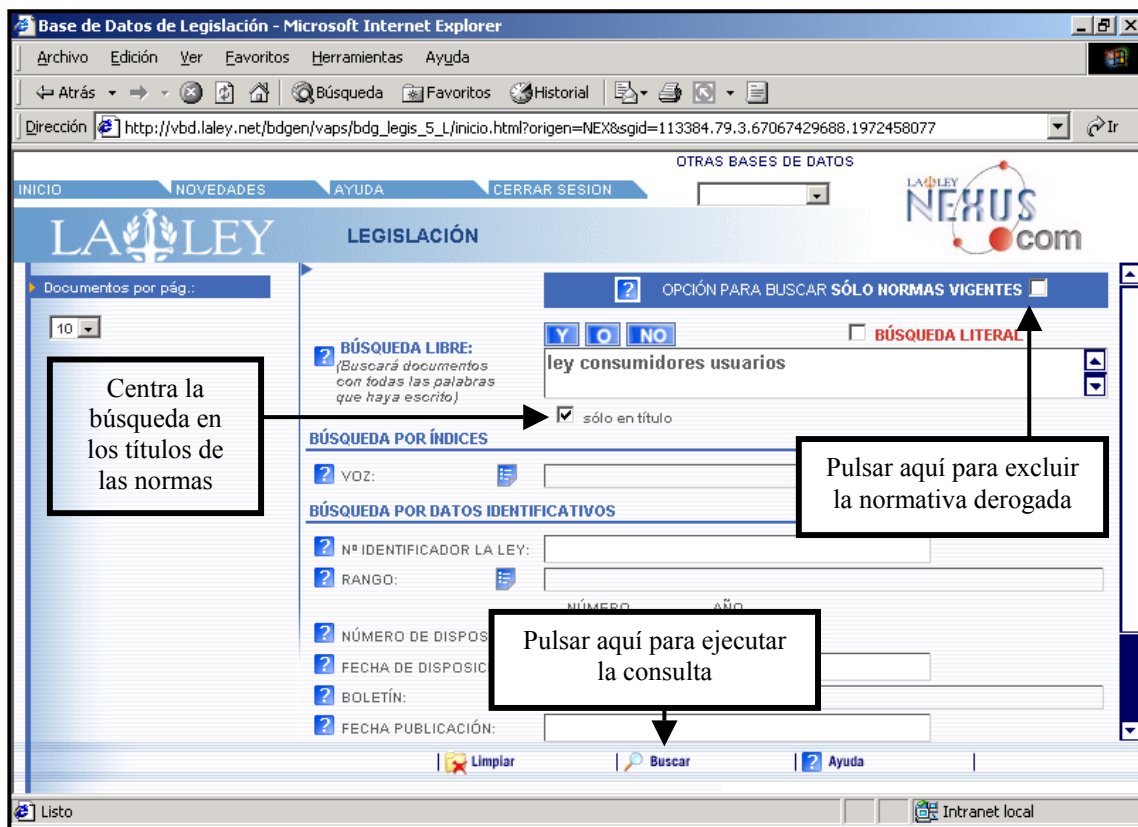 Base de Datos de Legislación - Microsoft Internet Explorer
Archivo Edición Ver Favoritos Herramientas Ayuda
Atrás Búsqueda Favoritos Historial
Dirección http://vbd.laley.net/bdgen/vaps/bdg_legis_5_L/inicio.html?origen=NEX&sgid=113384.79.3.67067429688.1972458077 Ir
OTRAS BASES DE DATOS
INICIO NOVEDADES AYUDA CERRAR SESION
LA LEY NEXUS com
LA LEY LEGISLACIÓN
Documentos por pág.:
10
? OPCIÓN PARA BUSCAR SÓLO NORMAS VIGENTES
Y O NO BÚSQUEDA LITERAL
? BÚSQUEDA LIBRE:
(Buscará documentos
con todas las palabras
que haya escrito)
ley consumidores usuarios
sólo en título
Centra la
búsqueda en
los títulos de
las normas
BÚSQUEDA POR ÍNDICES
? VOZ:
Pulsar aquí para excluir
la normativa derogada
BÚSQUEDA POR DATOS IDENTIFICATIVOS
? Nº IDENTIFICADOR LA LEY:
? RANGO:
NÚMERO AÑO
? NÚMERO DE DISPOS
Pulsar aquí para ejecutar
la consulta
? FECHA DE DISPOSIC
? BOLETÍN:
? FECHA PUBLICACIÓN:
Limpiar Buscar ? Ayuda
Listo Intranet local